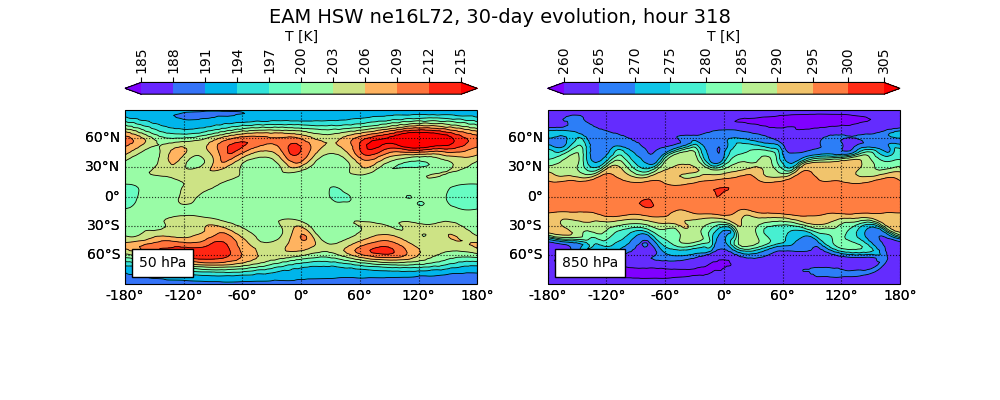 EAM HSW ne16L72, 30-day evolution, hour 318
T [K]
185 188 191 194 197 200 203 206 209 212 215
60°N
30°N
0°
30°S
60°S
50 hPa
-180° -120° -60° 0° 60° 120° 180°
T [K]
260 265 270 275 280 285 290 295 300 305
60°N
30°N
0°
30°S
60°S
850 hPa
-180° -120° -60° 0° 60° 120° 180°